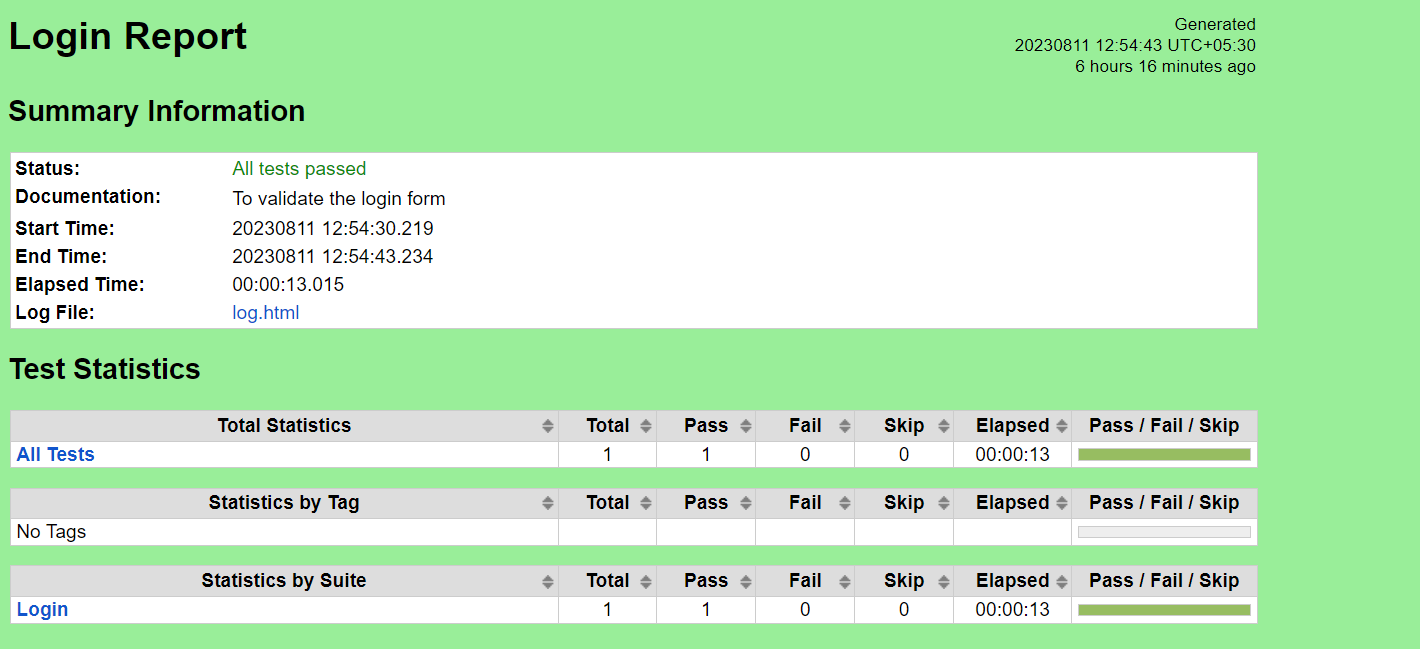 Login Report
Generated
20230811 12:54:43 UTC+05:30
6 hours 16 minutes ago
Summary Information
Status: All tests passed
Documentation: To validate the login form
Start Time: 20230811 12:54:30.219
End Time: 20230811 12:54:43.234
Elapsed Time: 00:00:13.015
Log File: log.html
Test Statistics
Total Statistics Total Pass Fail Skip Elapsed Pass / Fail / Skip
All Tests 1 1 0 0 00:00:13
Statistics by Tag Total Pass Fail Skip Elapsed Pass / Fail / Skip
No Tags
Statistics by Suite Total Pass Fail Skip Elapsed Pass / Fail / Skip
Login 1 1 0 0 00:00:13